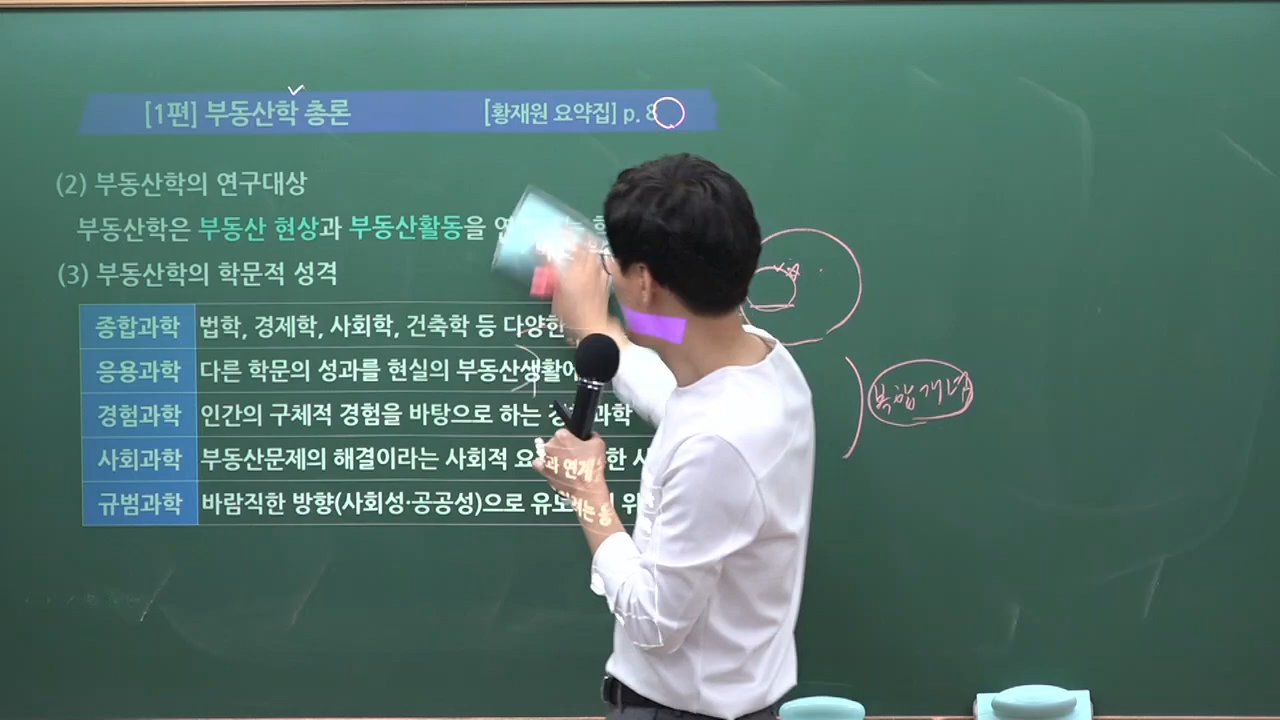 [1편] 부동산학 총론 [황재원 요약집] p. 8
(2) 부동산학의 연구대상
부동산학은 부동산 현상과 부동산활동을
(3) 부동산학의 학문적 성격
종합과학 법학, 경제학, 사회학, 건축학 등 다양한
응용과학 다른 학문의 성과를 현실의 부동산생활에
복합개념
경험과학 인간의 구체적 경험을 바탕으로 하는 경험과학
사회과학 부동산문제의 해결이라는 사회적 요구와 연계
규범과학 바람직한 방향(사회성·공공성)으로 유도